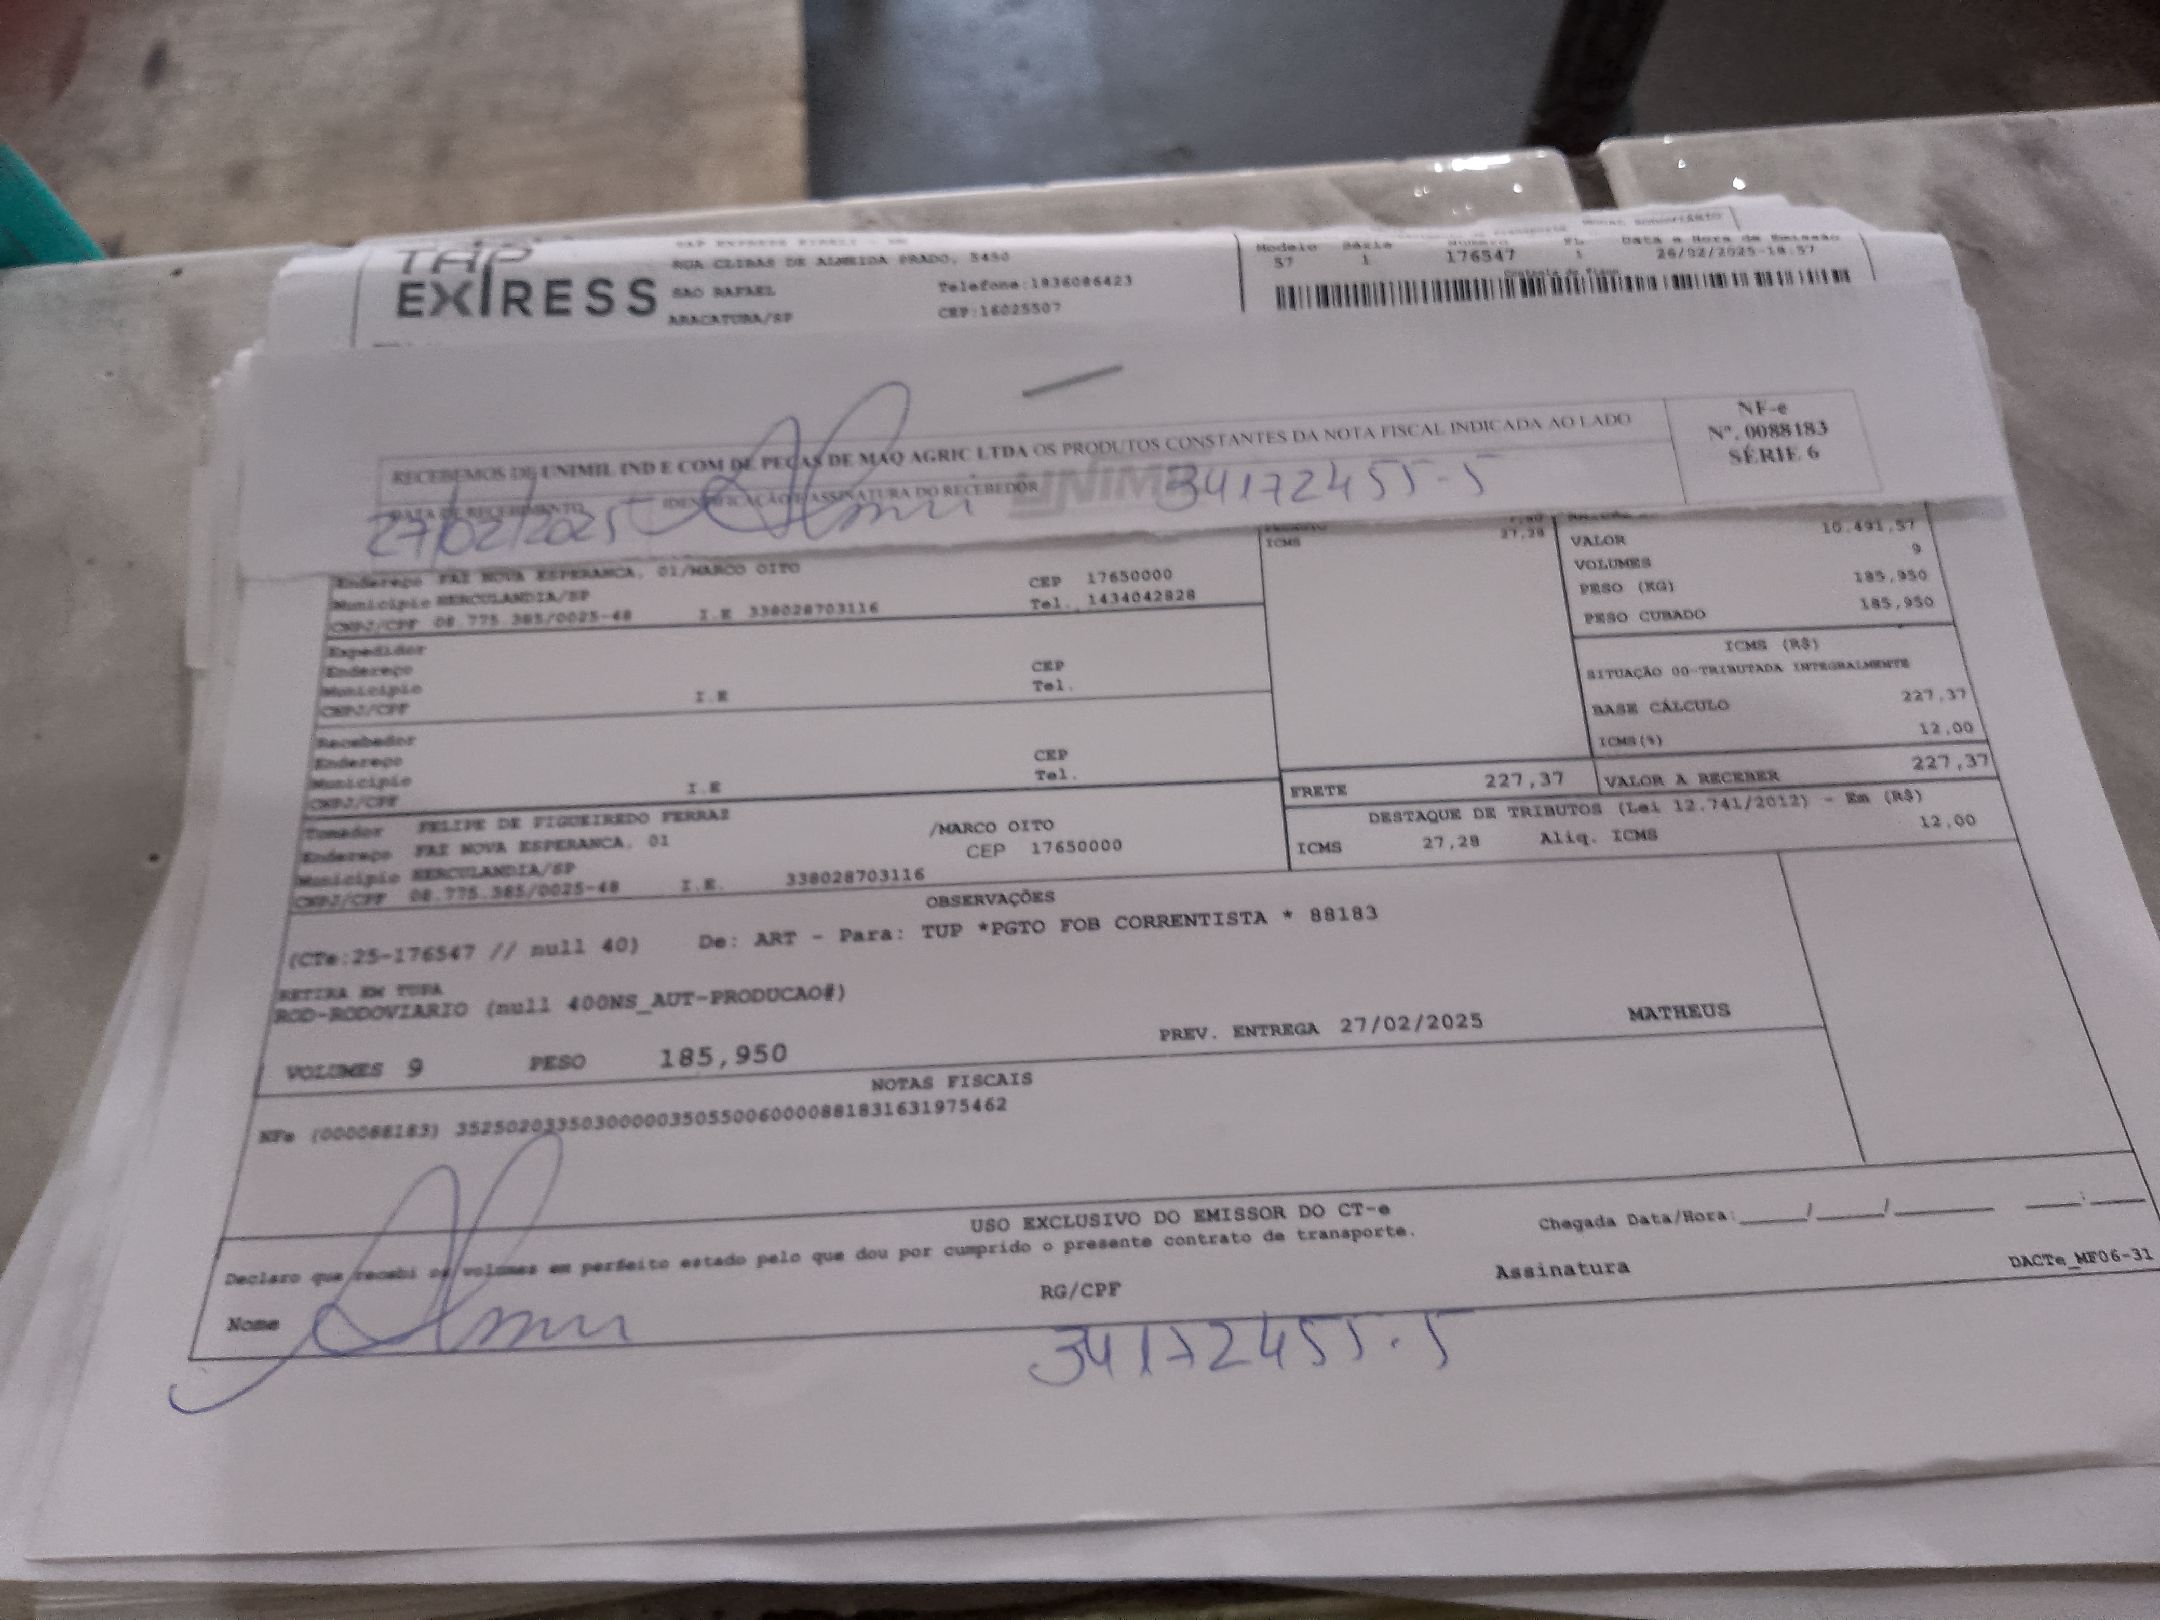 TAP
EXPRESS
RUA CLIBAS DE ALMEIDA PRADO, 5450
SAO RAFAEL
Telefone:1836086423
ARACATUBA/SP
CEP:16025507
Modelo Série Número FL Data e Hora de Emissão
57 1 176547 1 26/02/2025-18:57
RECEBEMOS DE UNIMIL IND E COM DE PEÇAS DE MAQ AGRIC LTDA OS PRODUTOS CONSTANTES DA NOTA FISCAL INDICADA AO LADO
NF-e
Nº. 0088183
SÉRIE 6
DATA DE RECEBIMENTO IDENTIFICAÇÃO E ASSINATURA DO RECEBEDOR
27/02/2025 34172455-5
Endereço FAZ NOVA ESPERANCA, 01/MARCO OITO
Município HERCULANDIA/SP CEP 17650000
CNPJ/CPF 08.775.385/0025-48 I.E 338028703116 Tel. 1434042828
ICMS 27,28
VALOR 10.491,57
VOLUMES 9
PESO (KG) 185,950
PESO CUBADO 185,950
Expedidor
Endereço CEP
Município Tel.
CNPJ/CPF I.E
ICMS (R$)
SITUAÇÃO 00-TRIBUTADA INTEGRALMENTE
BASE CÁLCULO 227,37
ICMS(%) 12,00
Recebedor
Endereço CEP
Município Tel.
CNPJ/CPF I.E
FRETE 227,37 VALOR A RECEBER 227,37
Tomador FELIPE DE FIGUEIREDO FERRAZ
Endereço FAZ NOVA ESPERANCA, 01 /MARCO OITO
Município HERCULANDIA/SP CEP 17650000
CNPJ/CPF 08.775.385/0025-48 I.E. 338028703116
DESTAQUE DE TRIBUTOS (Lei 12.741/2012) - Em (R$)
ICMS 27,28 Aliq. ICMS 12,00
OBSERVAÇÕES
(CTe:25-176547 // null 40) De: ART - Para: TUP *PGTO FOB CORRENTISTA * 88183
RETIRA EM TUPA
ROD-RODOVIARIO (null 400NS_AUT-PRODUCAO#)
PREV. ENTREGA 27/02/2025 MATHEUS
VOLUMES 9 PESO 185,950
NOTAS FISCAIS
NFe (000088183) 35250203350300000350550060000881831631975462
USO EXCLUSIVO DO EMISSOR DO CT-e
Declaro que recebi os volumes em perfeito estado pelo que dou por cumprido o presente contrato de transporte.
Chegada Data/Hora:____/____/______ ___:___
Nome RG/CPF Assinatura
DACTe_MF06-31
34172455-5